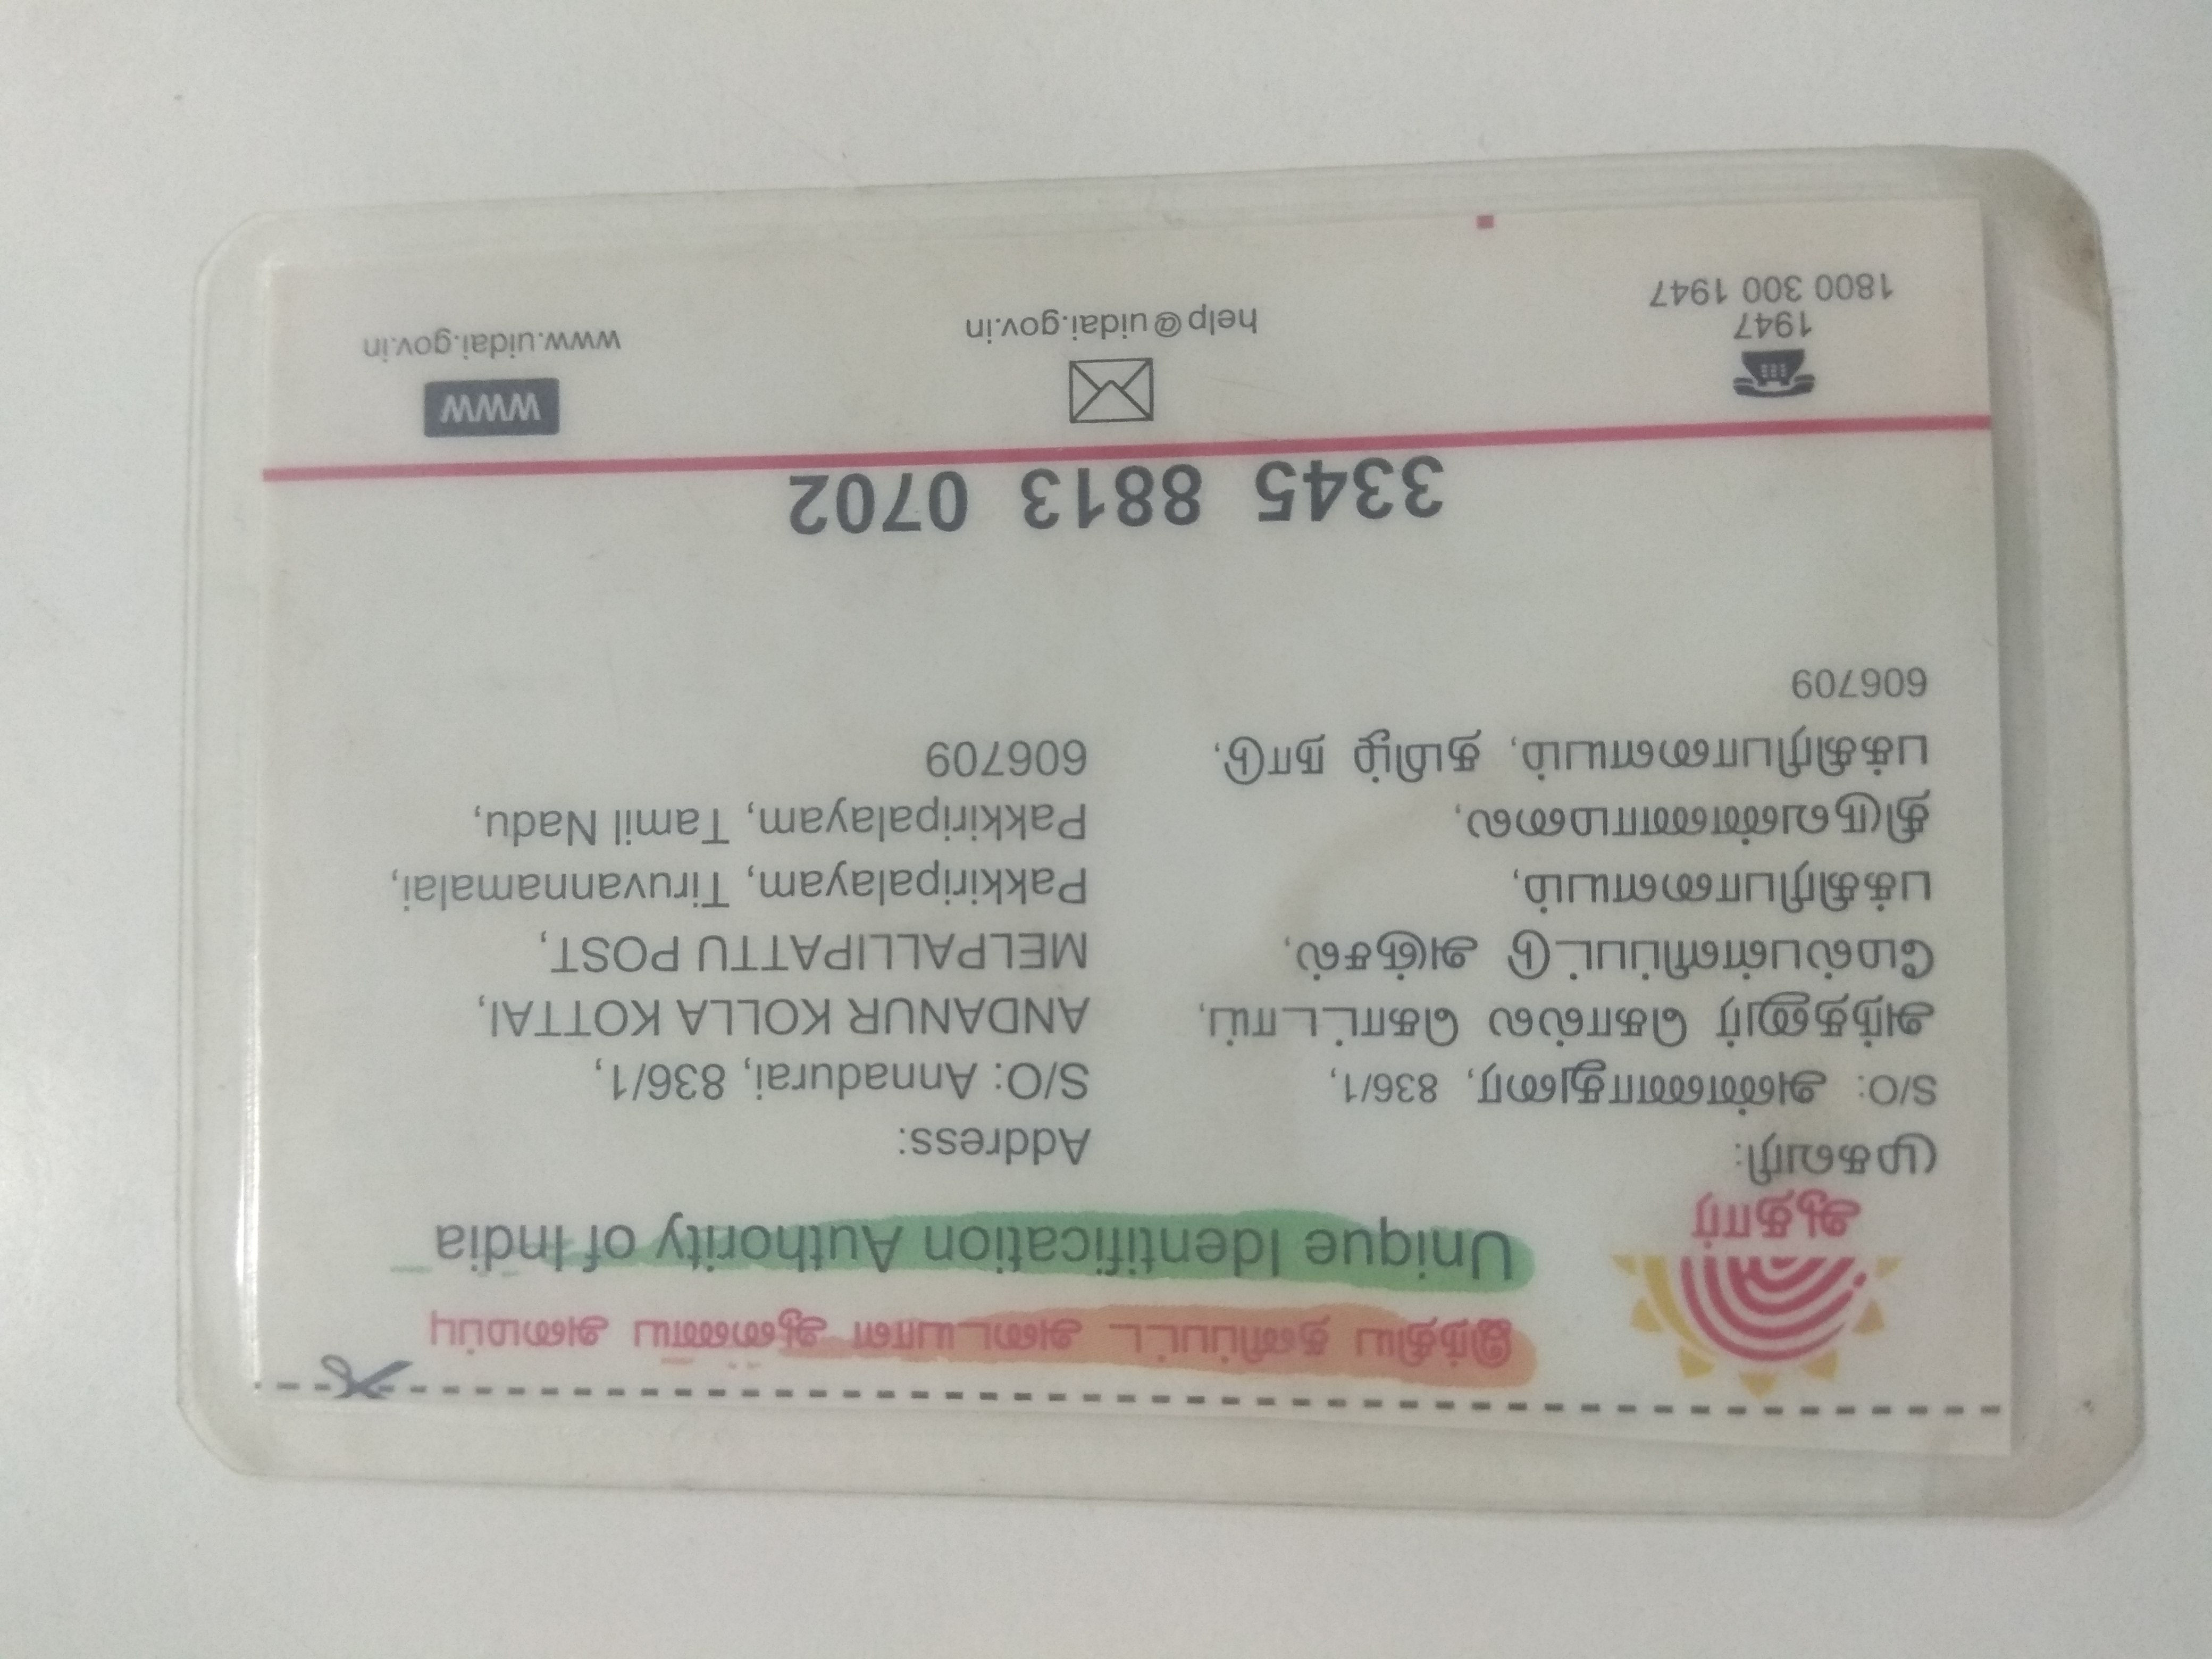 இந்திய தனிப்பட்ட அடையாள ஆணைய அமைப்பு
Unique Identification Authority of India
ஆதார்
முகவரி:
S/O: அண்ணாதுரை, 836/1,
அந்தனூர் கொல்ல கொட்டாய்,
மேல்பள்ளிப்பட்டு அஞ்சல்,
பக்கிரிபாளையம்,
திருவண்ணாமலை,
பக்கிரிபாளையம், தமிழ் நாடு,
606709
Address:
S/O: Annadurai, 836/1,
ANDANUR KOLLA KOTTAI,
MELPALLIPATTU POST,
Pakkiripalayam, Tiruvannamalai,
Pakkiripalayam, Tamil Nadu,
606709
3345 8813 0702
1947
1800 300 1947
help@uidai.gov.in
WWW
www.uidai.gov.in